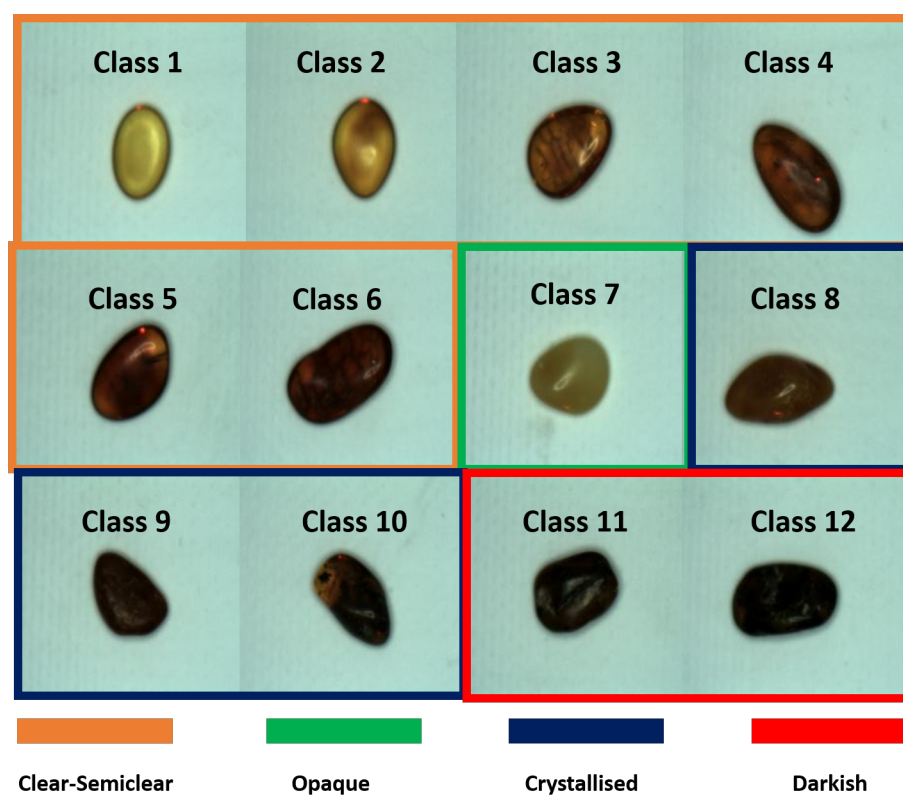 Class 1
Class 2
Class 3
Class 4
Class 5
Class 6
Class 7
Class 8
Class 9
Class 10
Class 11
Class 12
Clear-Semiclear
Opaque
Crystallised
Darkish